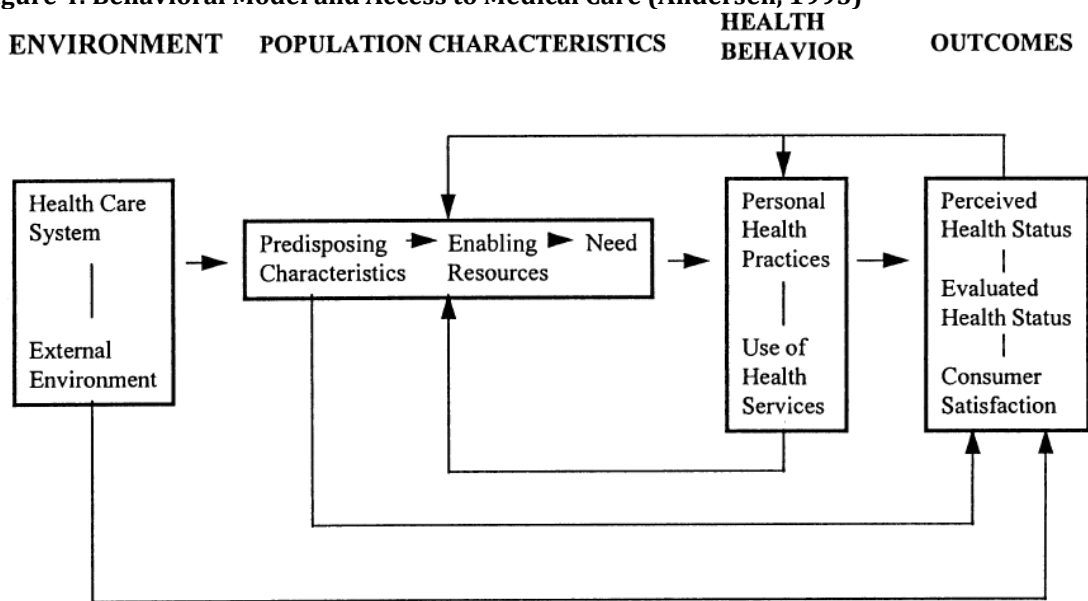 gure 4. Behavioral Model and Access to Medical Care (Andersen, 1995)
ENVIRONMENT
POPULATION CHARACTERISTICS
HEALTH
BEHAVIOR
OUTCOMES
Health Care
System
External
Environment
Predisposing
Characteristics
Enabling
Resources
Need
Personal
Health
Practices
Use of
Health
Services
Perceived
Health Status
Evaluated
Health Status
Consumer
Satisfaction